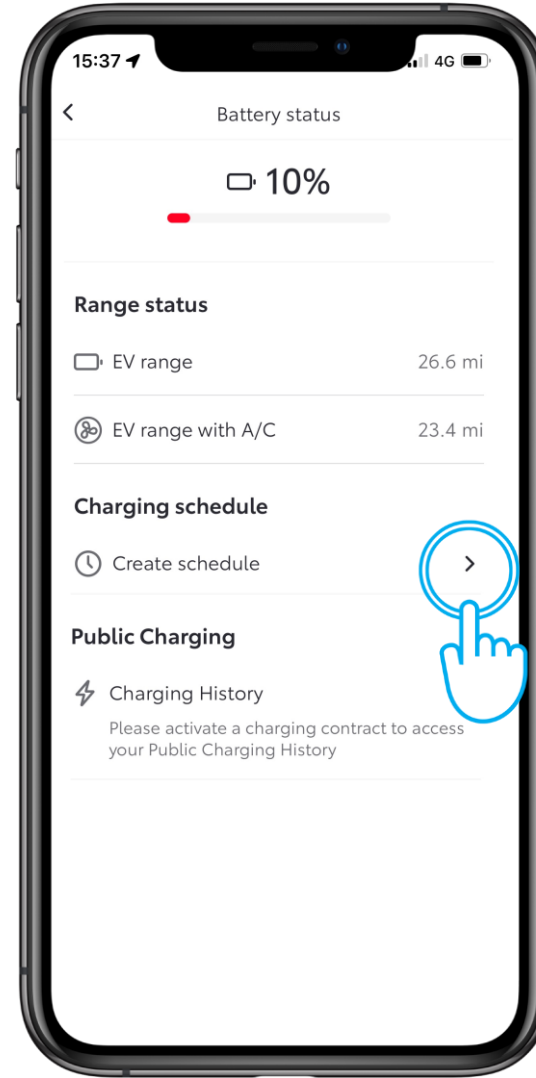 15:37 4G
Battery status
10%
Range status
EV range 26.6 mi
EV range with A/C 23.4 mi
Charging schedule
Create schedule
Public Charging
Charging History
Please activate a charging contract to access
your Public Charging History